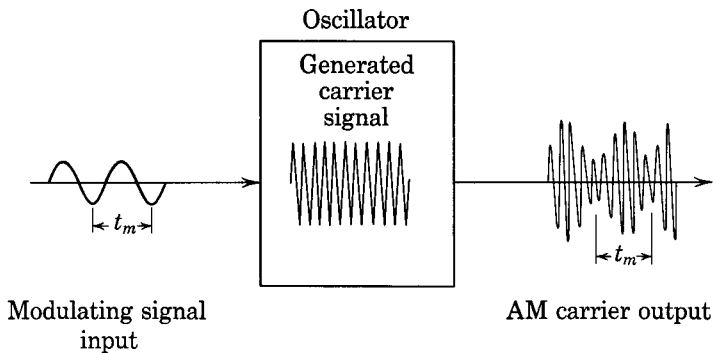 Oscillator
Generated
carrier
signal
t_m
t_m
Modulating signal
input
AM carrier output